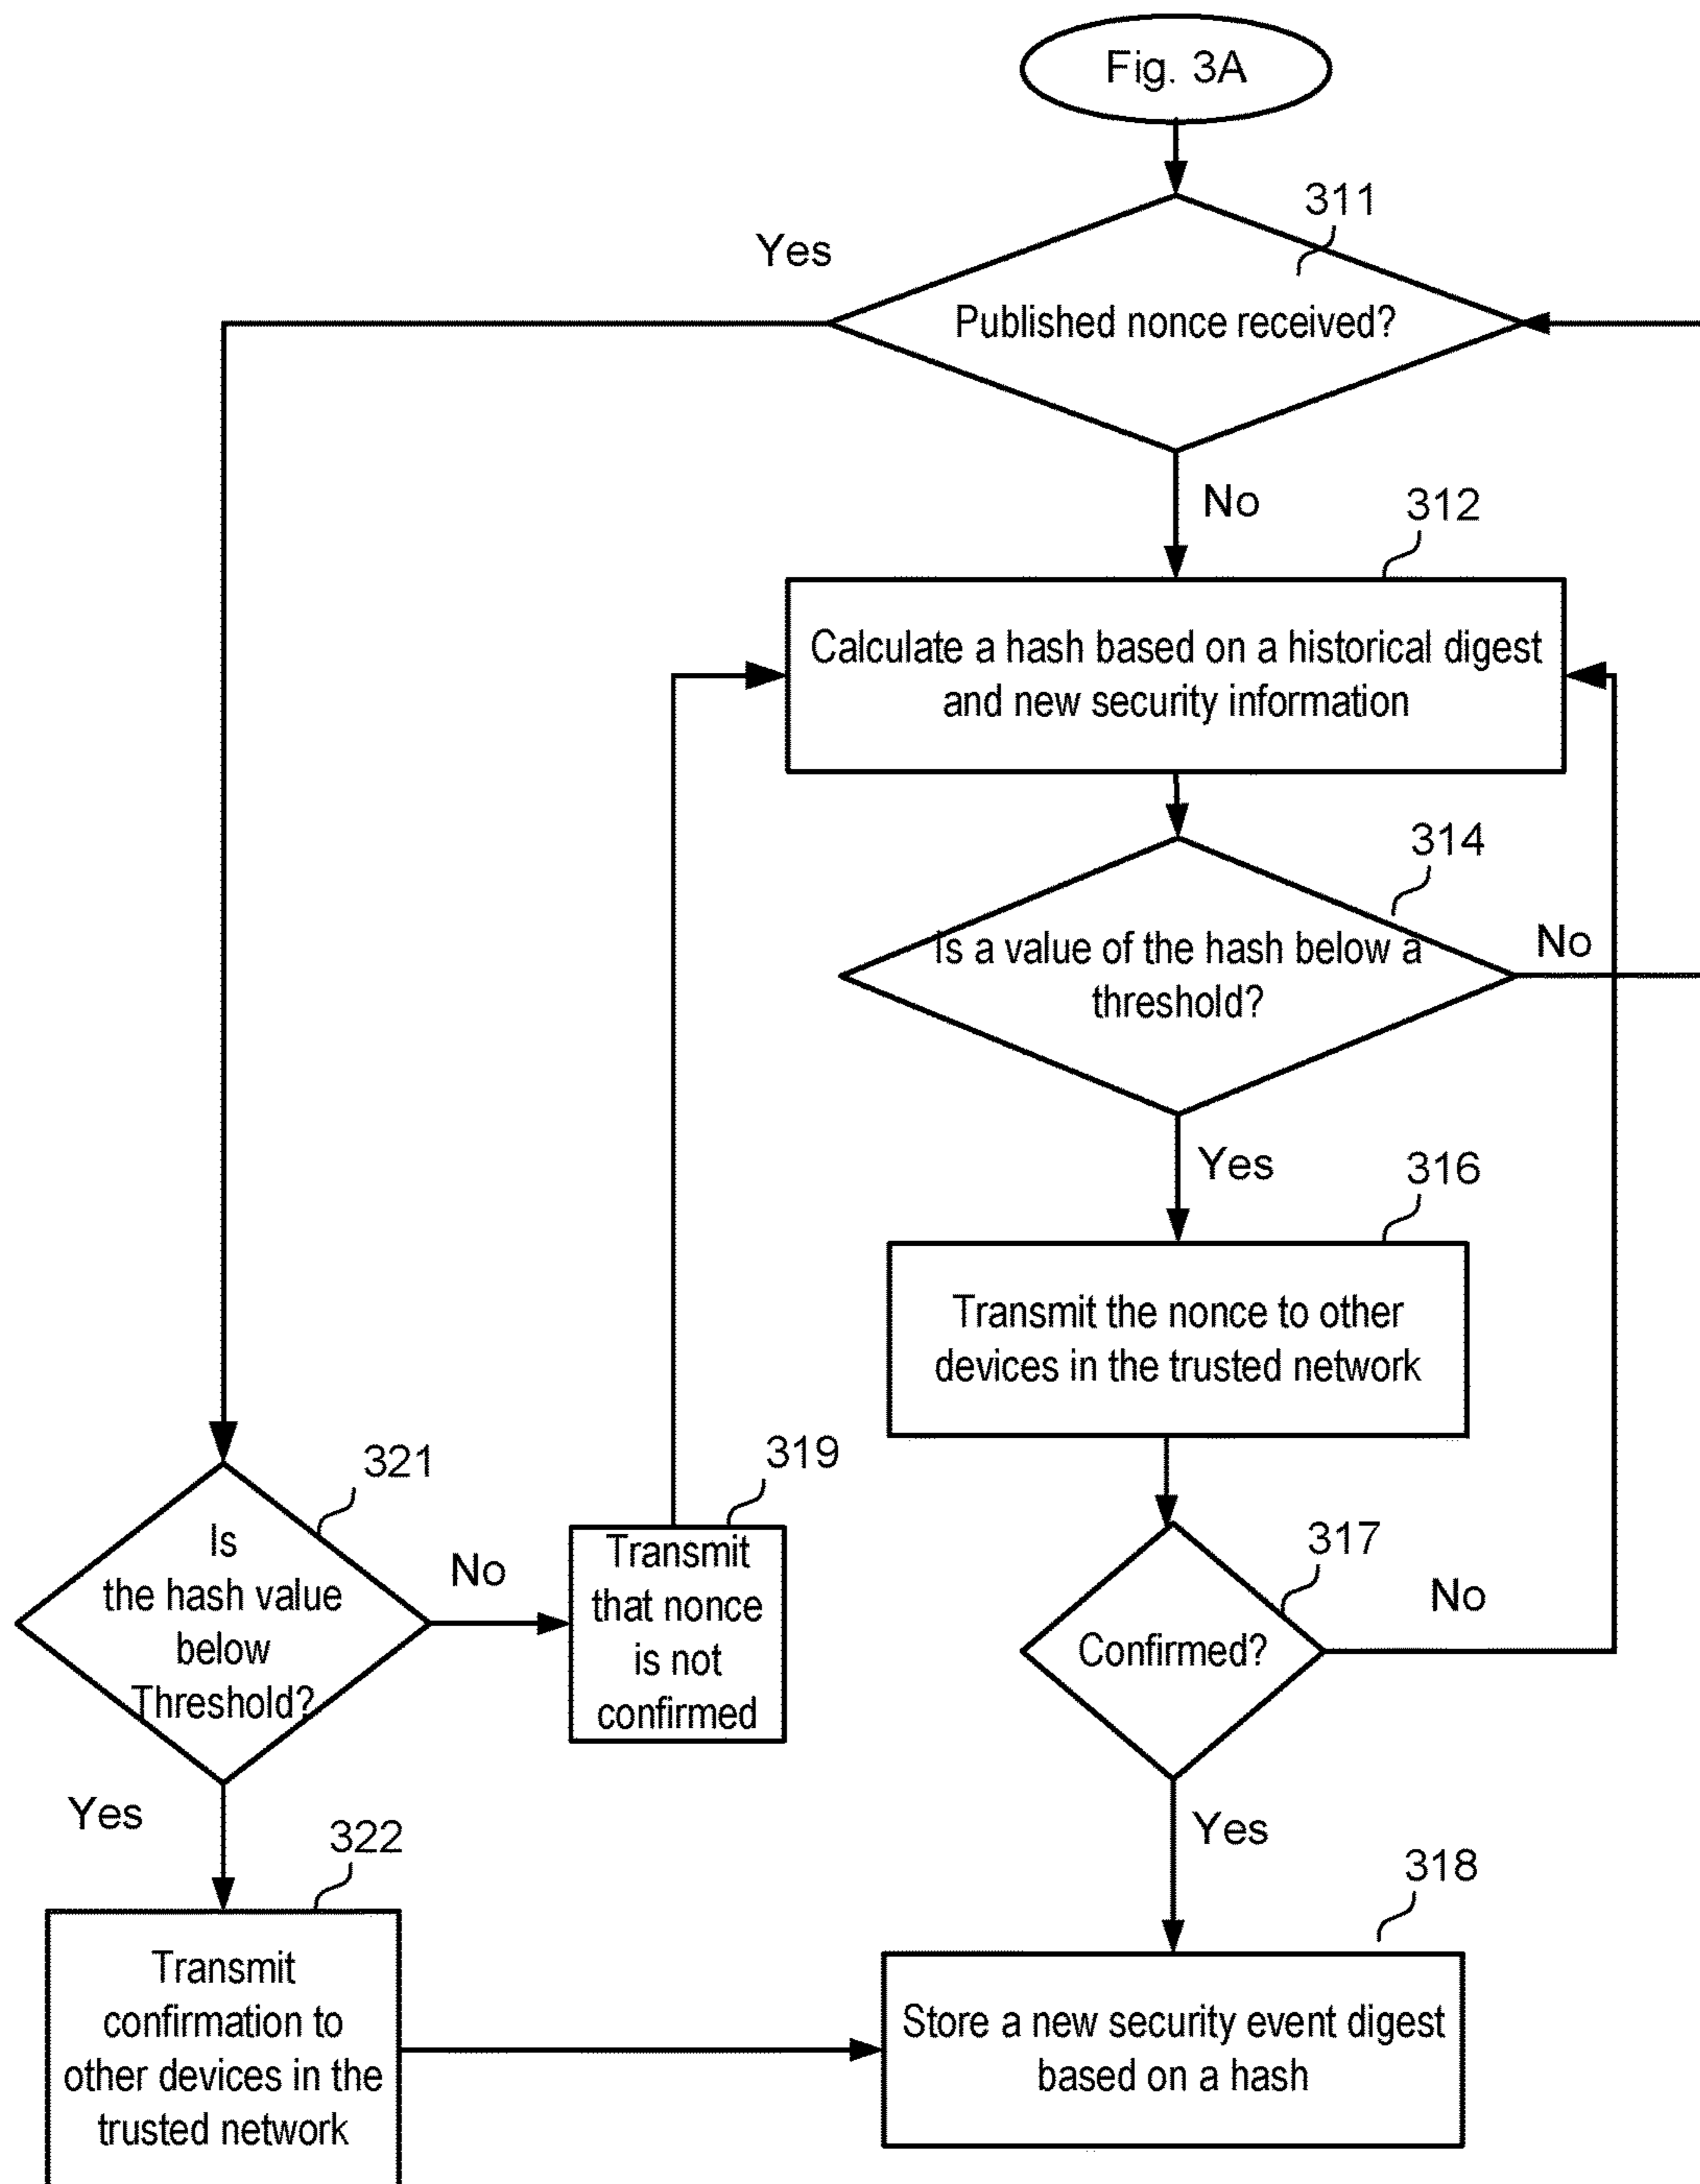 Fig. 3A
311
Yes
Published nonce received?
No
312
Calculate a hash based on a historical digest
and new security information
314
Is a value of the hash below a
threshold?
No
Yes
316
Transmit the nonce to other
devices in the trusted network
321
Is
the hash value
below
Threshold?
No
319
Transmit
that nonce
is not
confirmed
317
Confirmed?
No
Yes
Yes
322
Transmit
confirmation to
other devices in the
trusted network
318
Store a new security event digest
based on a hash